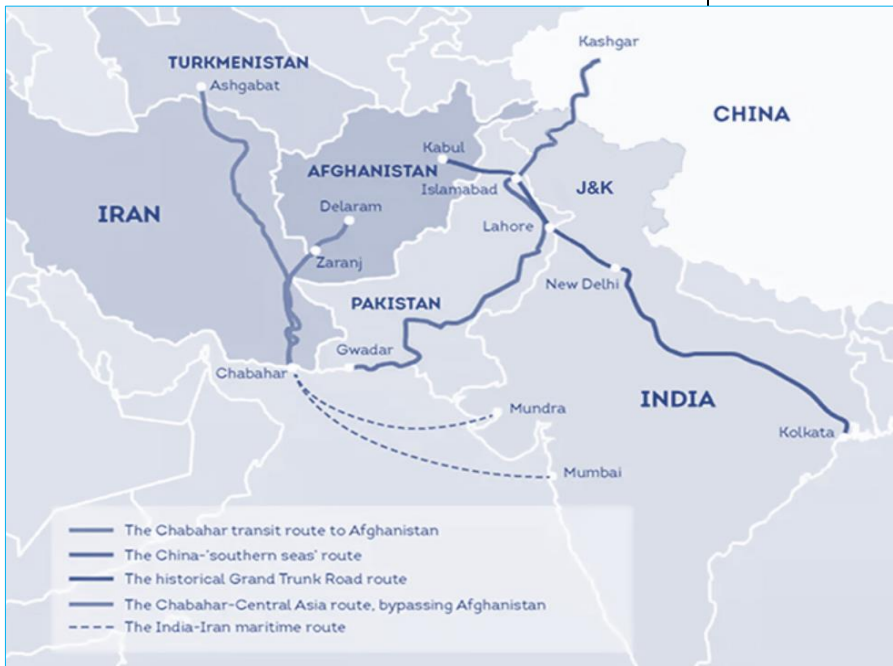 Kashgar
TURKMENISTAN
Ashgabat
CHINA
Kabul
AFGHANISTAN
Islamabad
J&K
IRAN
Delaram
Lahore
Zaranj
New Delhi
PAKISTAN
Gwadar
Chabahar
INDIA
Mundra
Kolkata
Mumbai
The Chabahar transit route to Afghanistan
The China-'southern seas' route
The historical Grand Trunk Road route
The Chabahar-Central Asia route, bypassing Afghanistan
The India-Iran maritime route